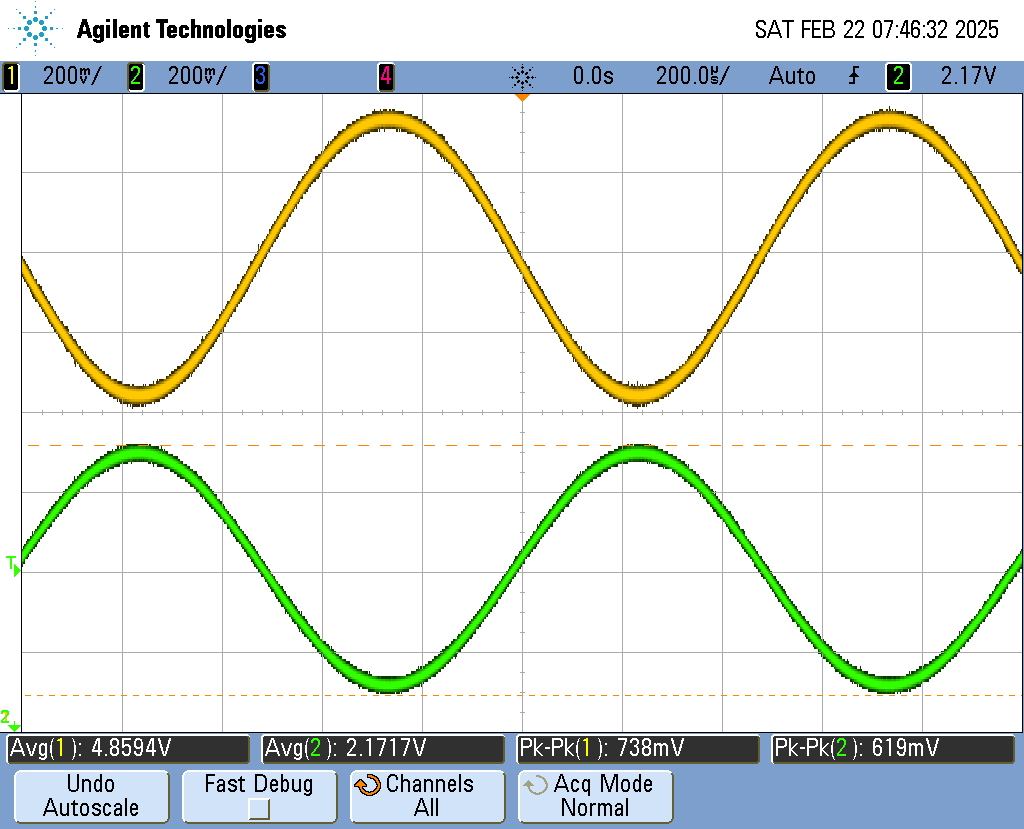 Agilent Technologies SAT FEB 22 07:46:32 2025
1 200mV/ 2 200mV/ 3 4 0.0s 200.0µs/ Auto 2 2.17V
T
2
Avg(1): 4.8594V Avg(2): 2.1717V Pk-Pk(1): 738mV Pk-Pk(2): 619mV
Undo Fast Debug Channels Acq Mode
Autoscale All Normal